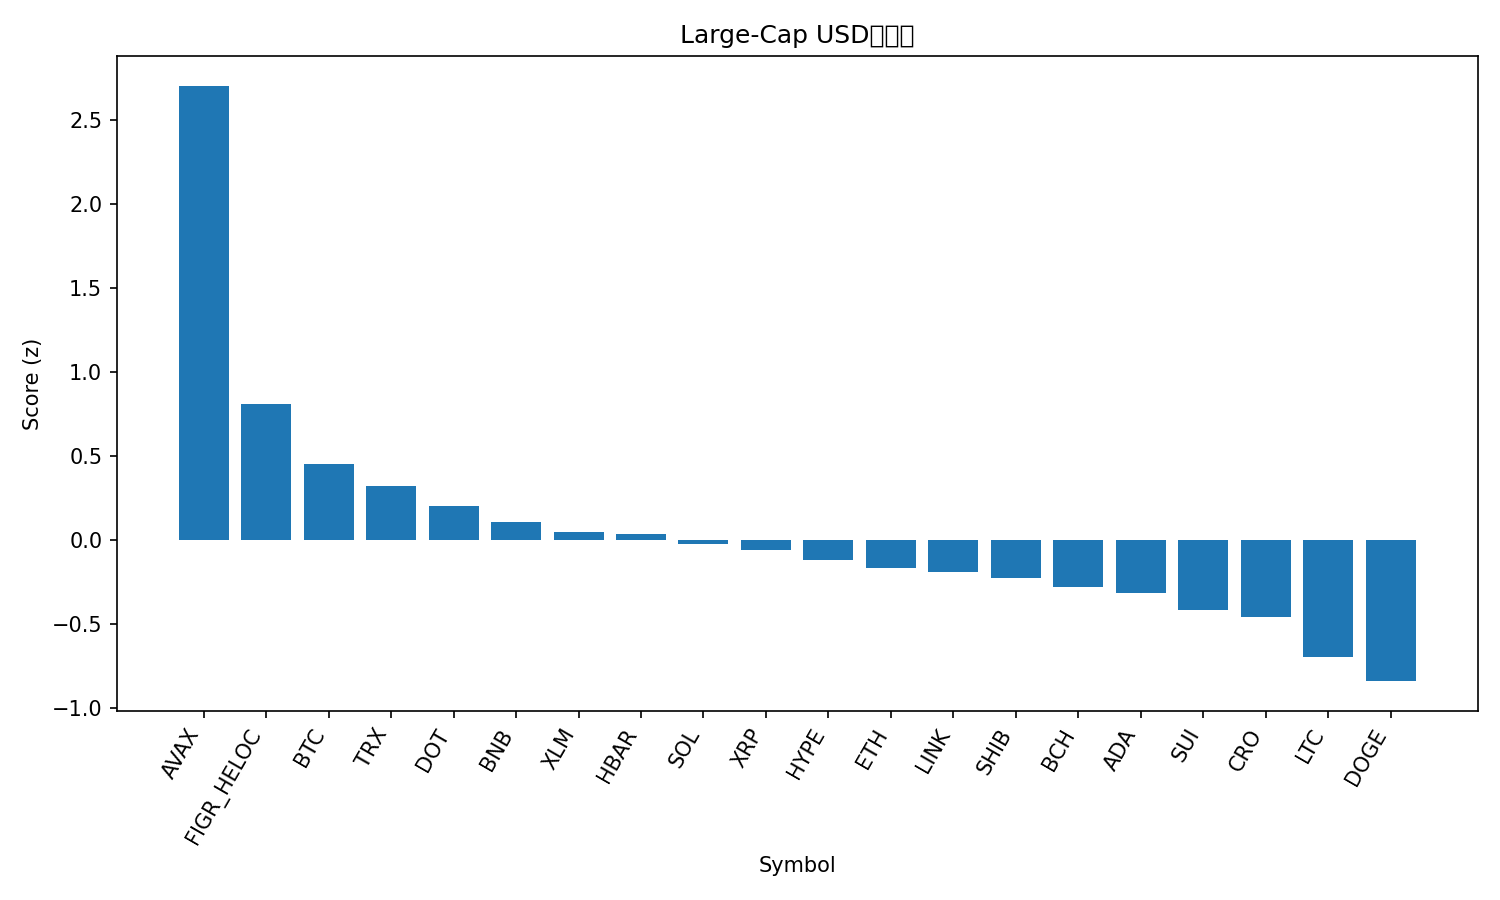 Large-Cap USD
Score (z)
2.5
2.0
1.5
1.0
0.5
0.0
−0.5
−1.0
AVAX
FIGR_HELOC
BTC
TRX
DOT
BNB
XLM
HBAR
SOL
XRP
HYPE
ETH
LINK
SHIB
BCH
ADA
SUI
CRO
LTC
DOGE
Symbol